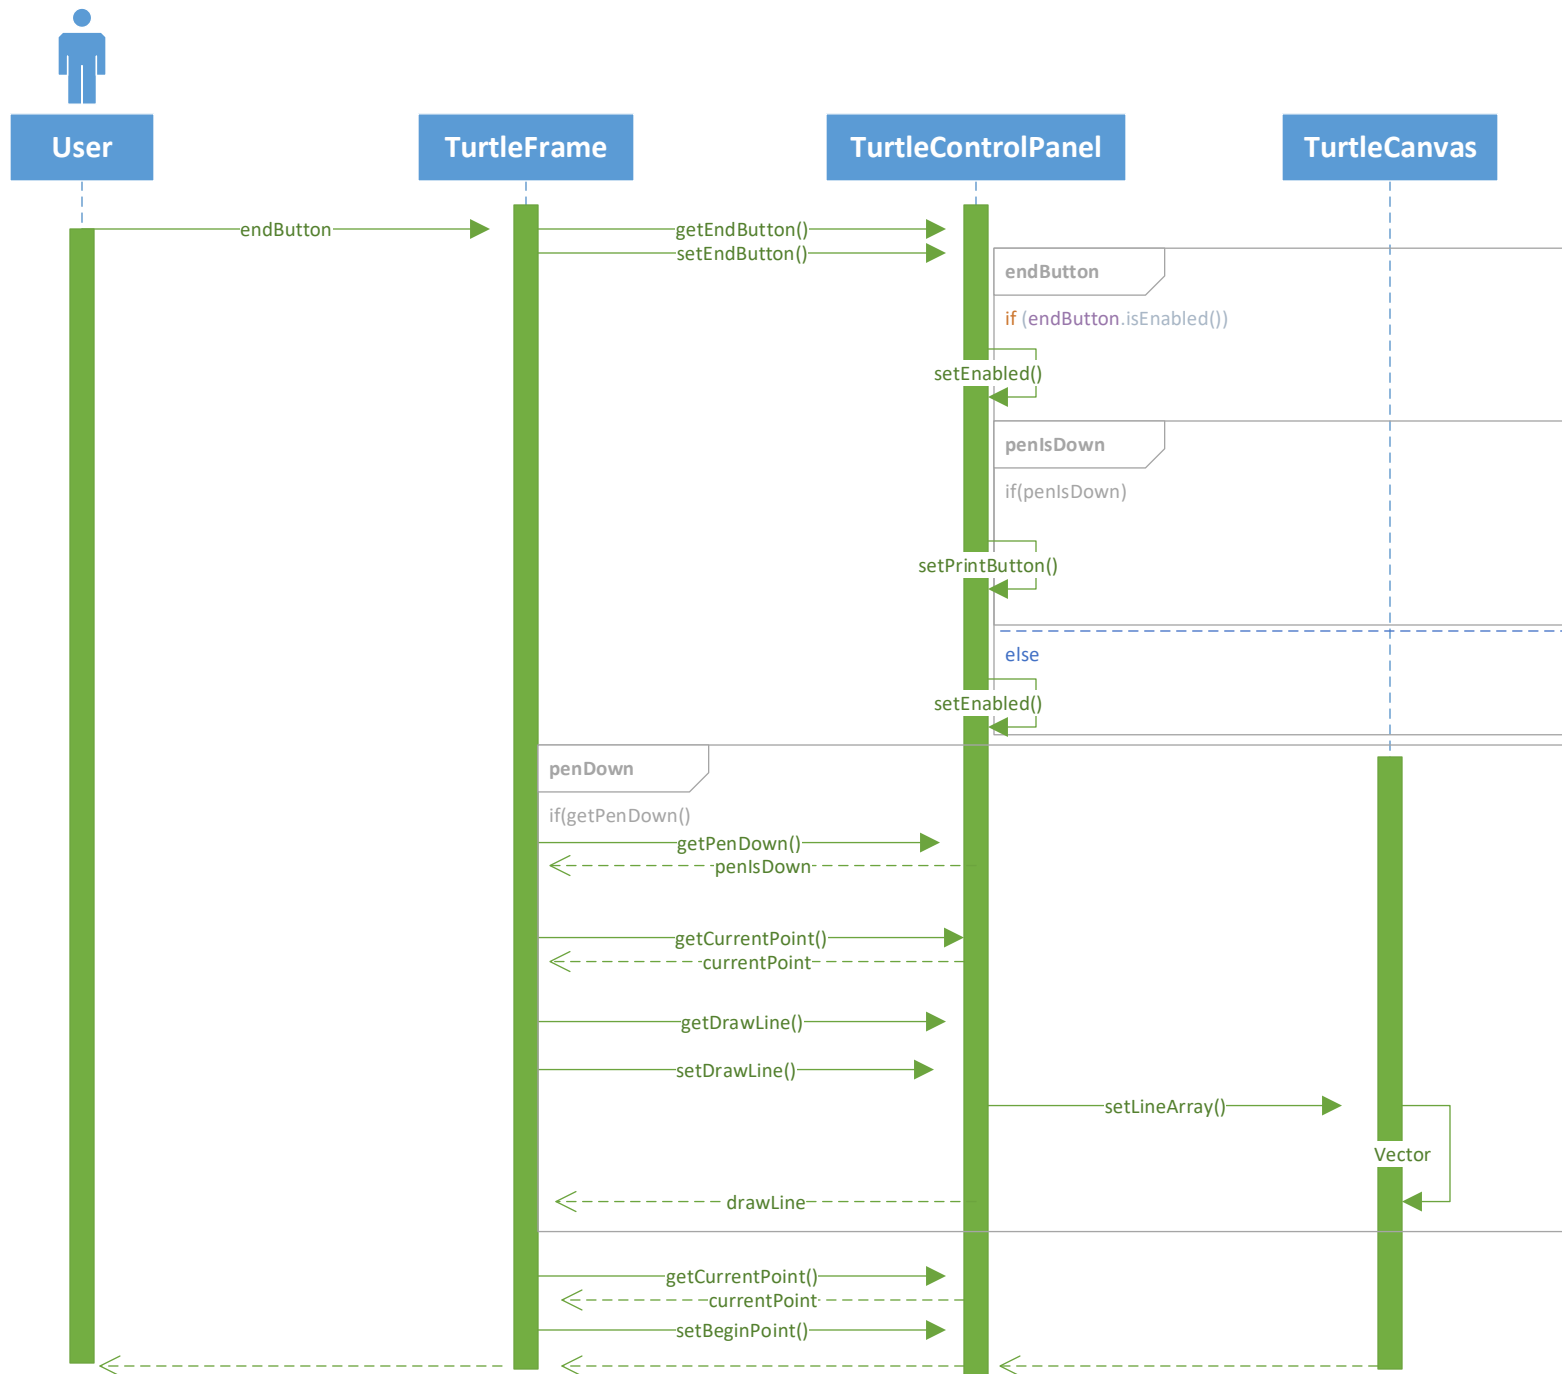 User
TurtleFrame
TurtleControlPanel
TurtleCanvas
endButton
getEndButton()
setEndButton()
endButton
if (endButton.isEnabled())
setEnabled()
penIsDown
if(penIsDown)
setPrintButton()
else
setEnabled()
penDown
if(getPenDown()
getPenDown()
penIsDown
getCurrentPoint()
currentPoint
getDrawLine()
setDrawLine()
setLineArray()
Vector
drawLine
getCurrentPoint()
currentPoint
setBeginPoint()